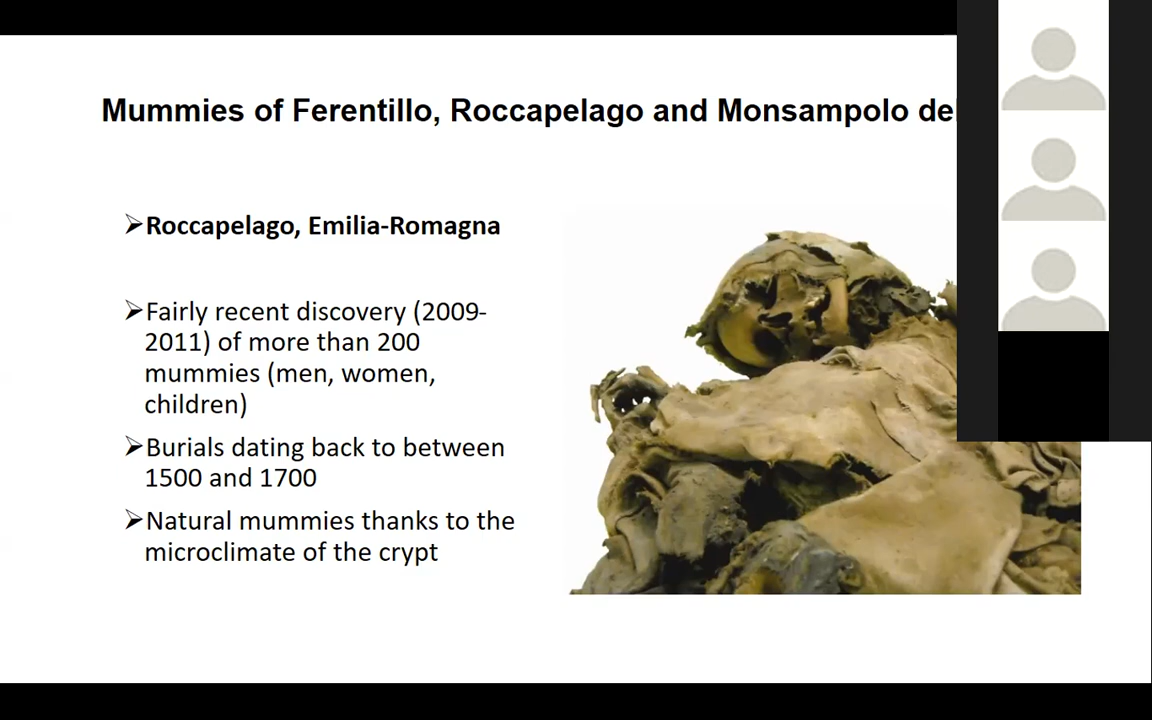 Mummies of Ferentillo, Roccapelago and Monsampolo
➢Roccapelago, Emilia-Romagna
➢Fairly recent discovery (2009-
2011) of more than 200
mummies (men, women,
children)
➢Burials dating back to between
1500 and 1700
➢Natural mummies thanks to the
microclimate of the crypt